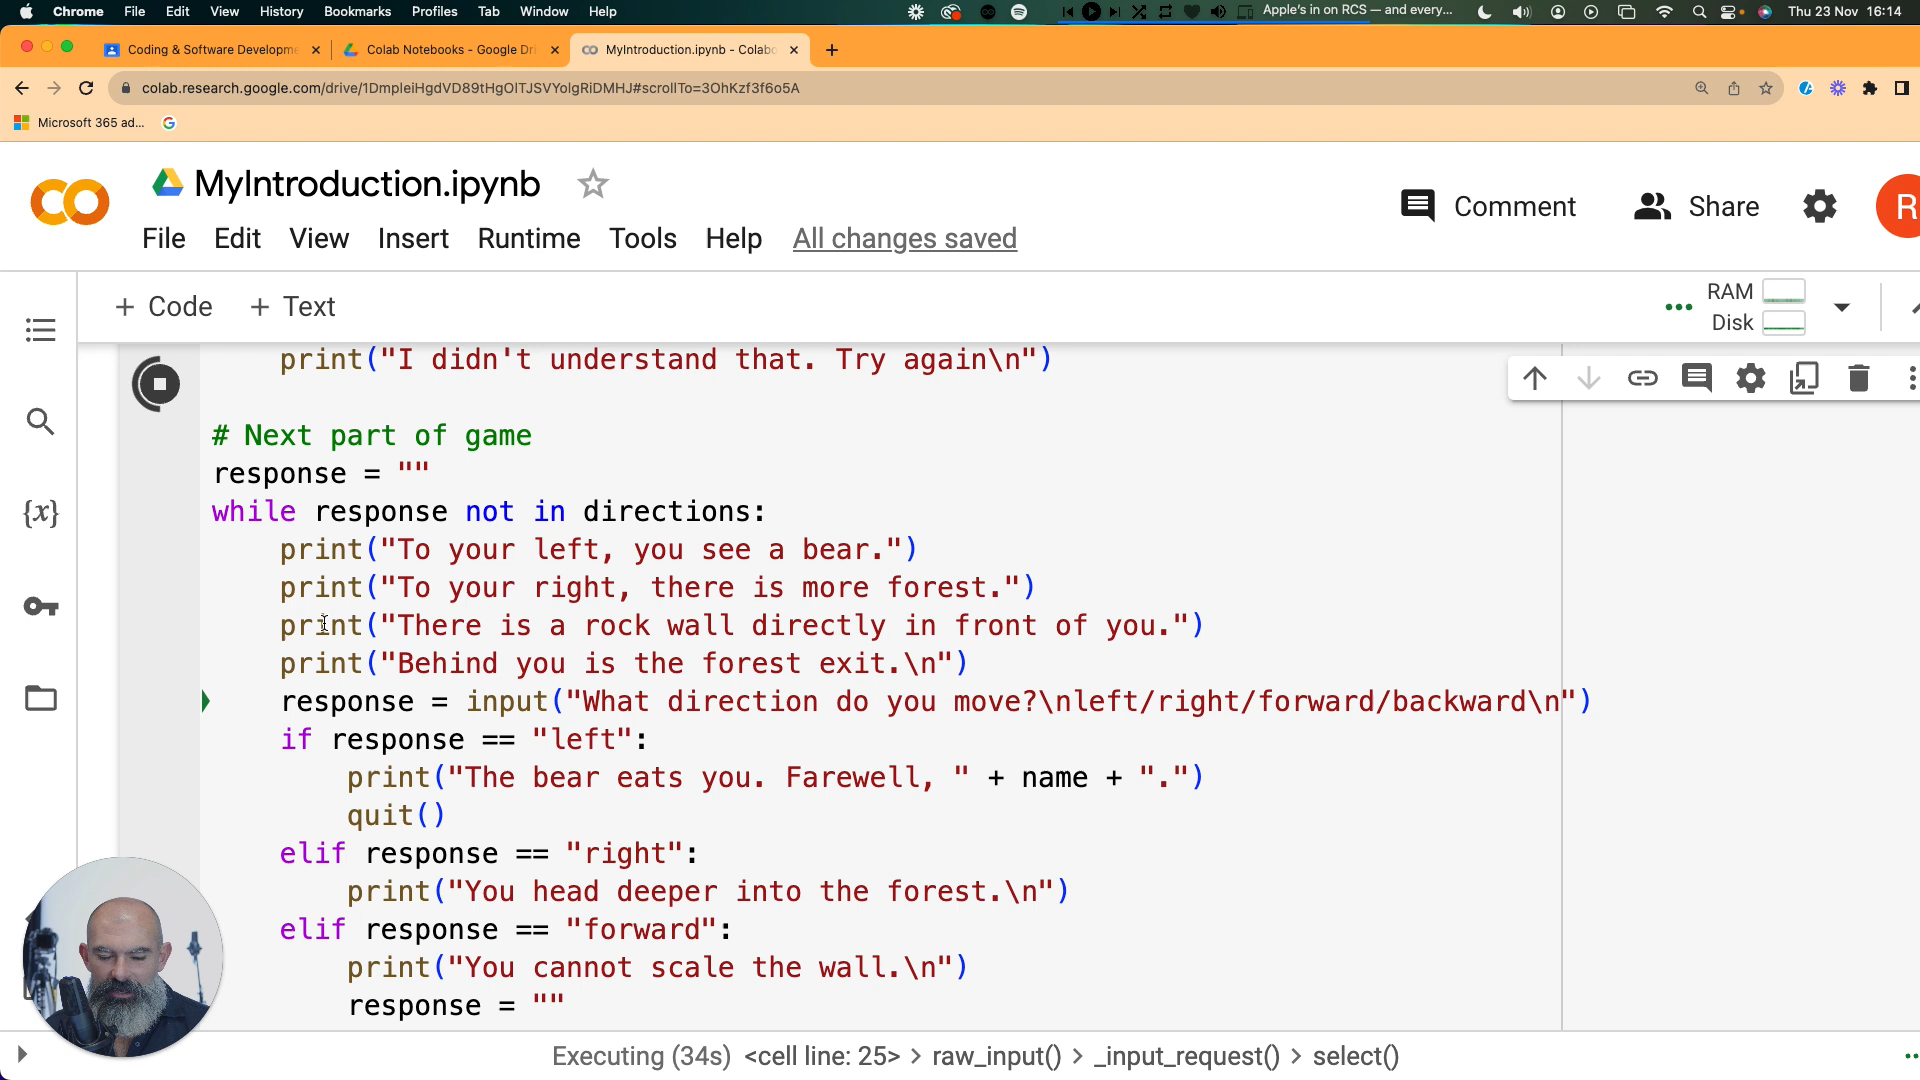 Chrome File Edit View History Bookmarks Profiles Tab Window Help Apple's in on RCS — and every... Thu 23 Nov 16:14
Coding & Software Developme Colab Notebooks - Google Dri MyIntroduction.ipynb - Colabo
colab.research.google.com/drive/1DmpleiHgdVD89tHgOlTJSVYolgRiDMHJ#scrollTo=3OhKzf3f6o5A
Microsoft 365 ad...
MyIntroduction.ipynb
Comment Share R
File Edit View Insert Runtime Tools Help All changes saved
+ Code + Text
RAM
Disk
print("I didn't understand that. Try again\n")
# Next part of game
response = ""
while response not in directions:
print("To your left, you see a bear.")
print("To your right, there is more forest.")
print("There is a rock wall directly in front of you.")
print("Behind you is the forest exit.\n")
response = input("What direction do you move?\nleft/right/forward/backward\n")
if response == "left":
print("The bear eats you. Farewell, " + name + ".")
quit()
elif response == "right":
print("You head deeper into the forest.\n")
elif response == "forward":
print("You cannot scale the wall.\n")
response = ""
{x}
Executing (34s) <cell line: 25> > raw_input() > _input_request() > select()